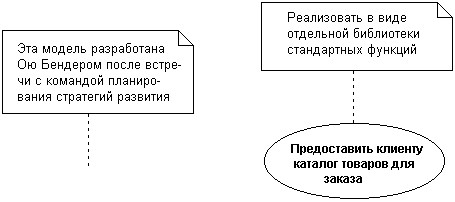 Эта модель разработана
Ою Бендером после встре-
чи с командой планиро-
вания стратегий развития
Реализовать в виде
отдельной библиотеки
стандартных функций
Предоставить клиенту
каталог товаров для
заказа